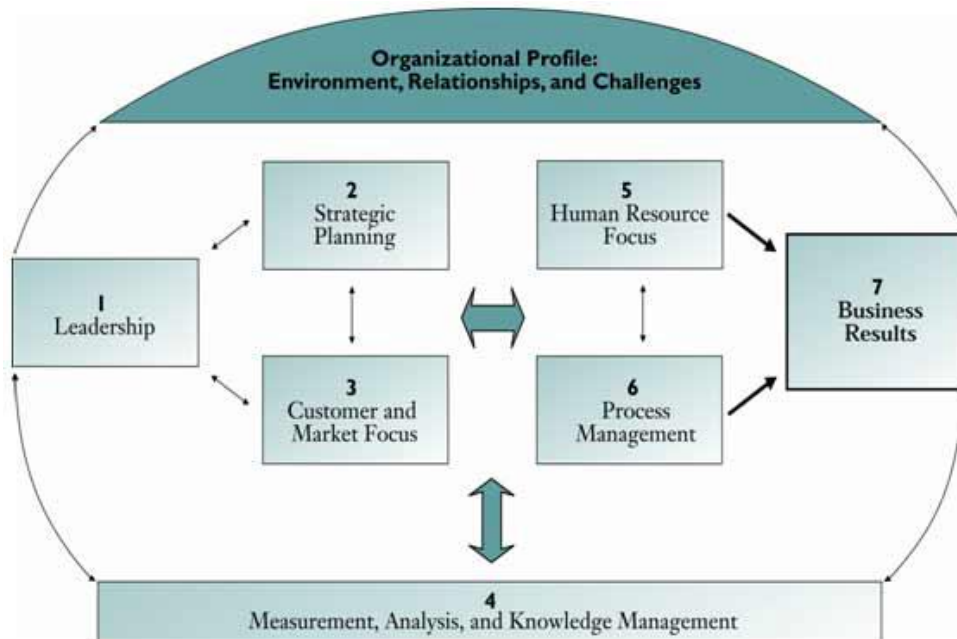 Organizational Profile:
Environment, Relationships, and Challenges
1
Leadership
2
Strategic
Planning
3
Customer and
Market Focus
5
Human Resource
Focus
6
Process
Management
7
Business
Results
4
Measurement, Analysis, and Knowledge Management